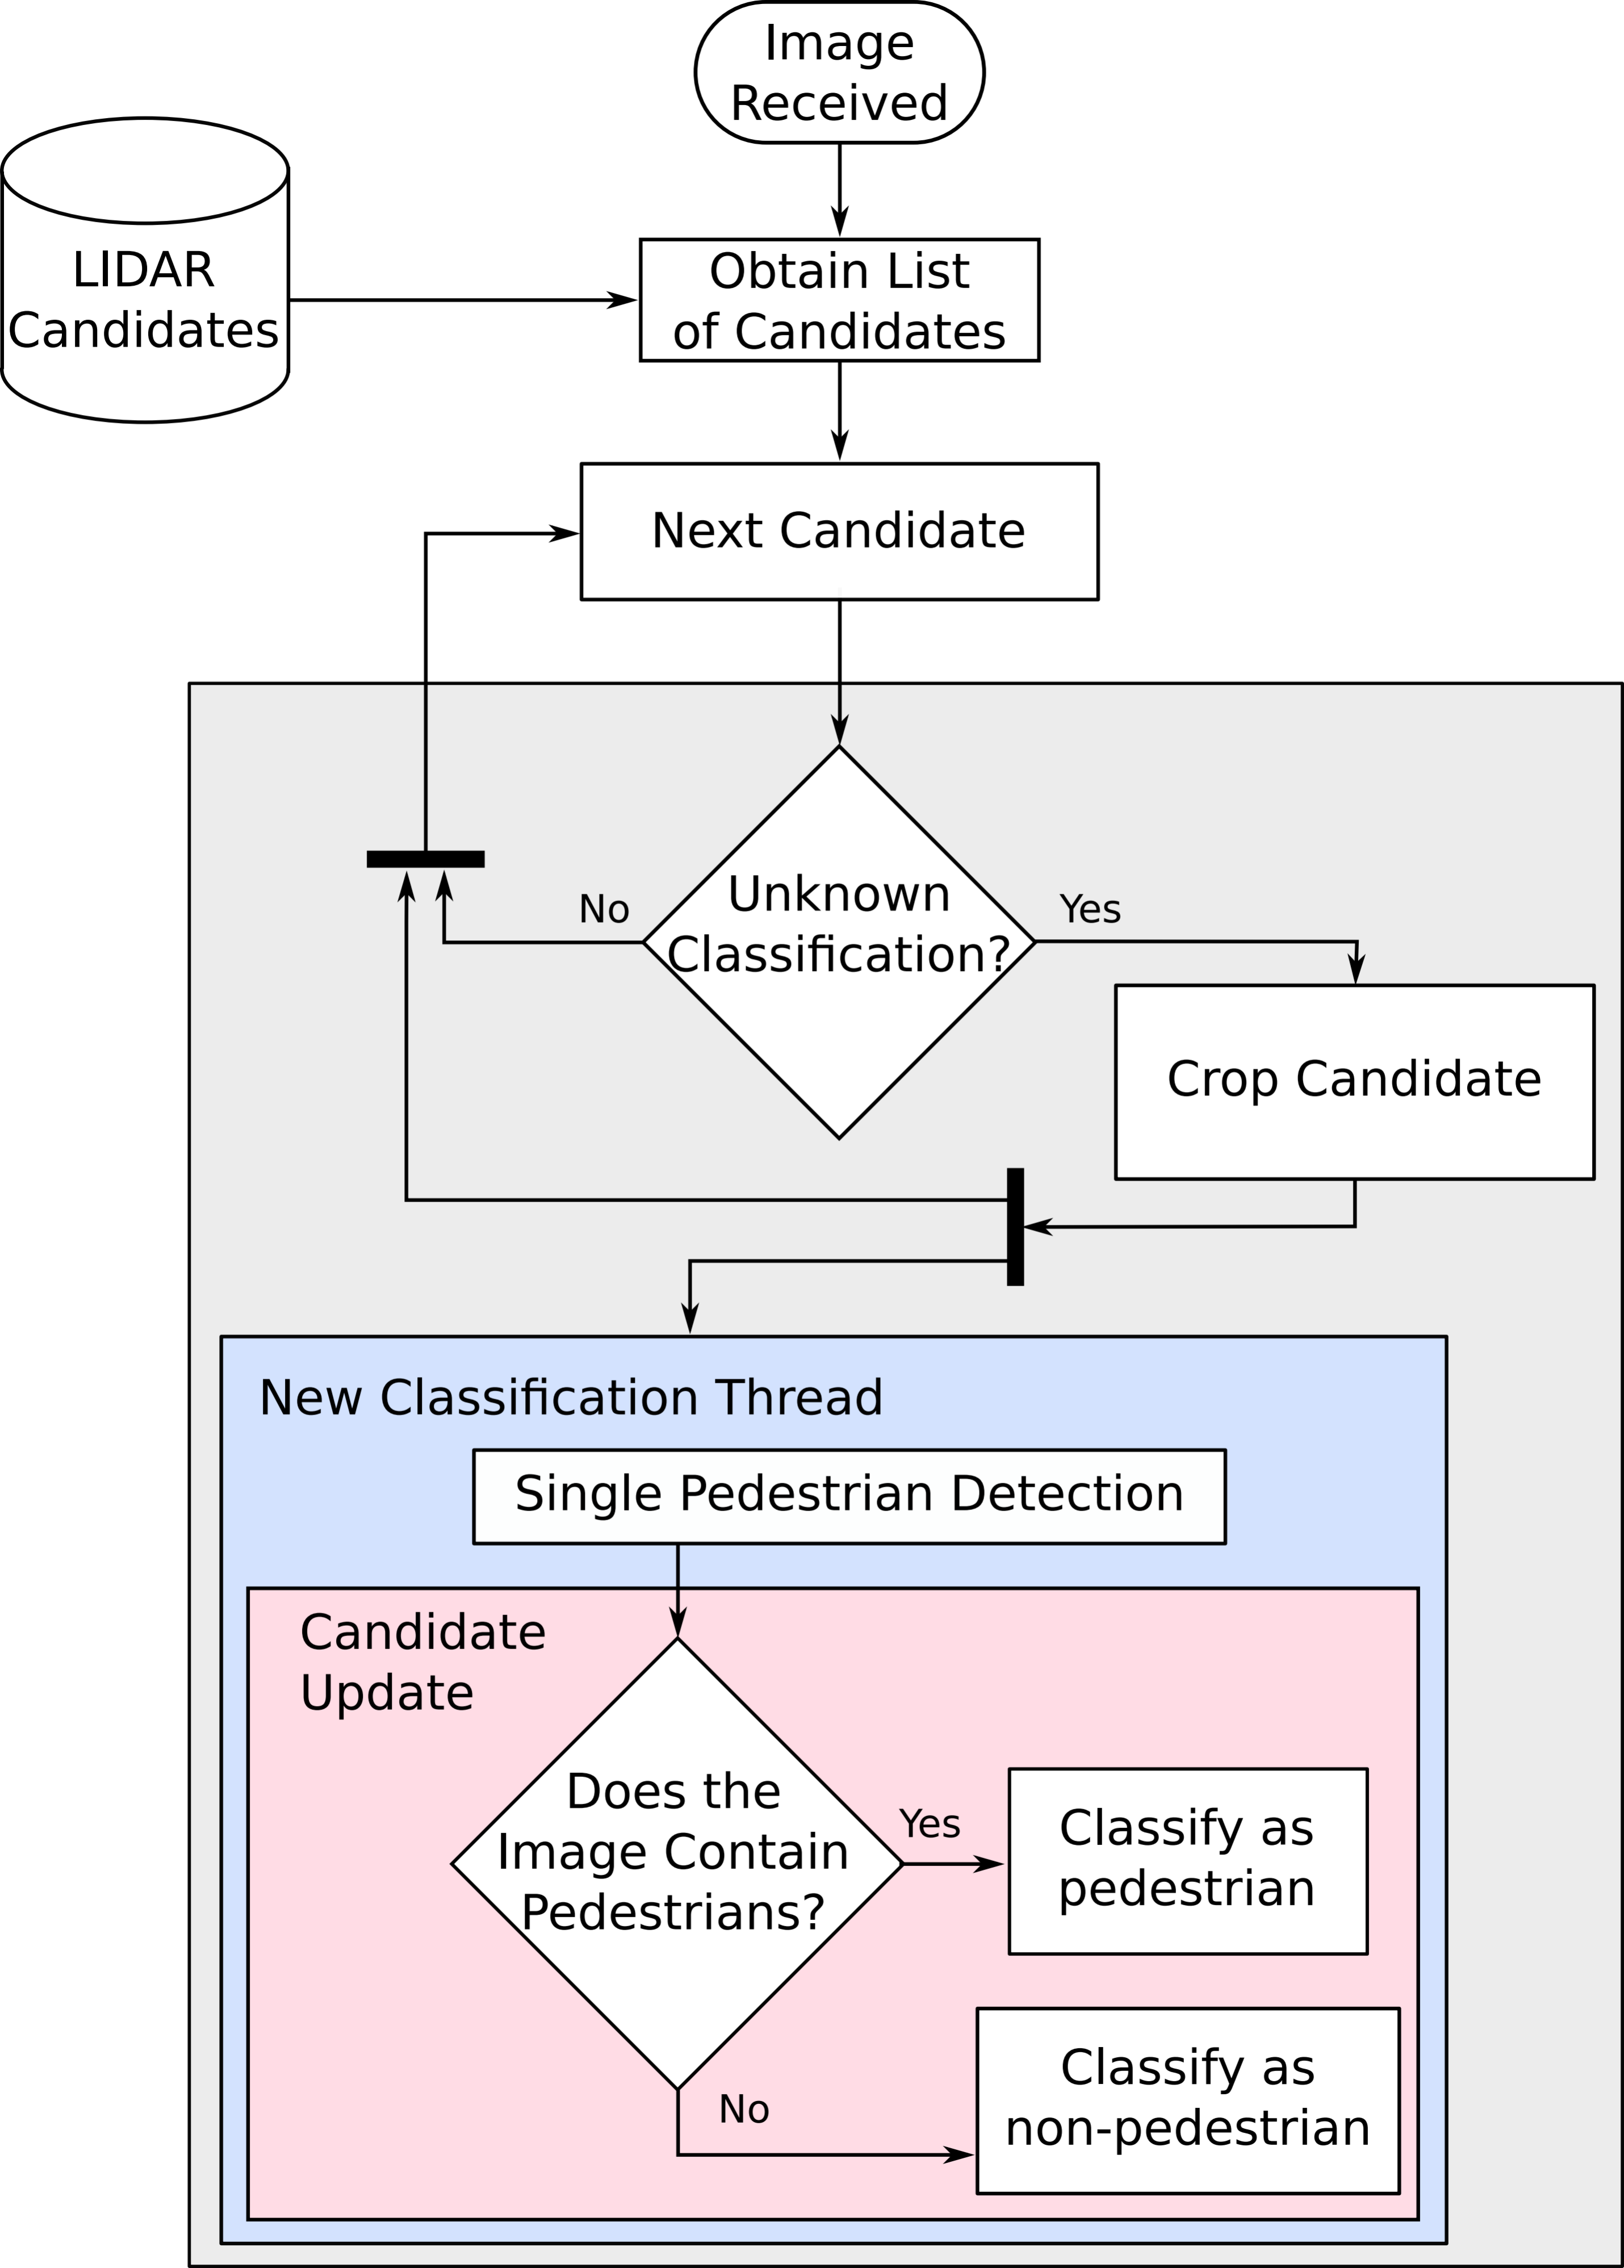 Image
Received
LIDAR
Candidates
Obtain List
of Candidates
Next Candidate
Unknown
Classification?
No
Yes
Crop Candidate
New Classification Thread
Single Pedestrian Detection
Candidate
Update
Does the
Image Contain
Pedestrians?
Yes
Classify as
pedestrian
No
Classify as
non-pedestrian